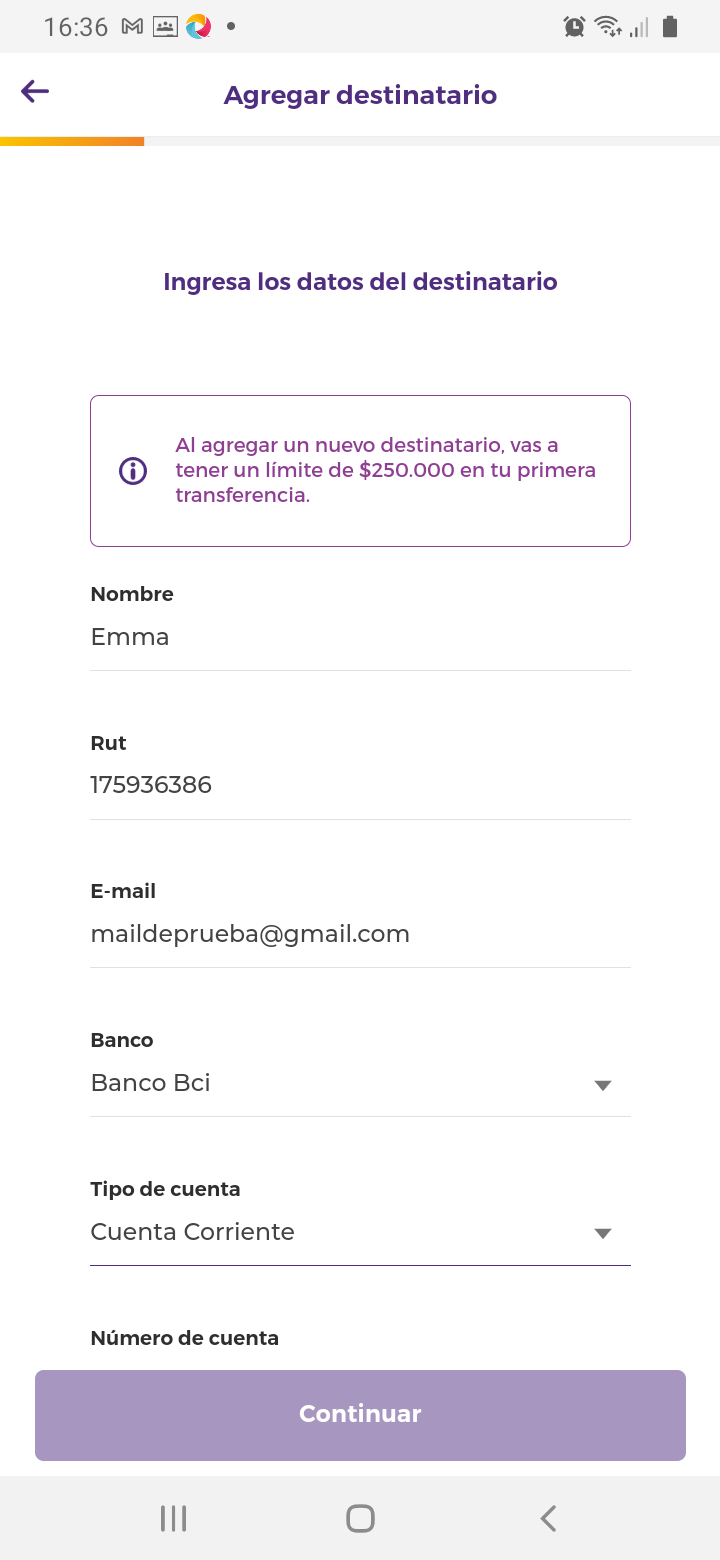 16:36
Agregar destinatario
Ingresa los datos del destinatario
Al agregar un nuevo destinatario, vas a
tener un límite de $250.000 en tu primera
transferencia.
Nombre
Emma
Rut
175936386
E-mail
maildeprueba@gmail.com
Banco
Banco Bci
Tipo de cuenta
Cuenta Corriente
Número de cuenta
Continuar